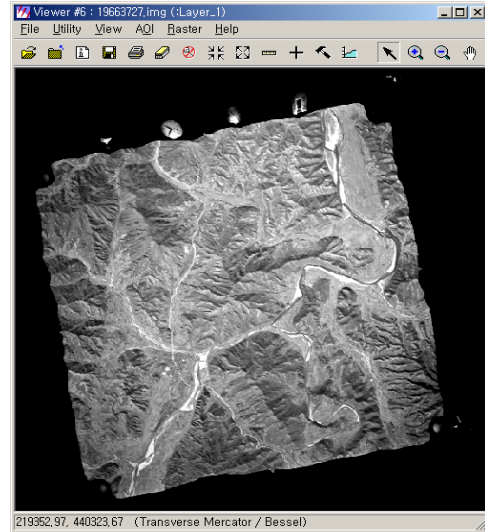 Viewer #6 : 19663727.img (:Layer_1)
File Utility View AOI Raster Help
219352.97, 440323.67 (Transverse Mercator / Bessel)